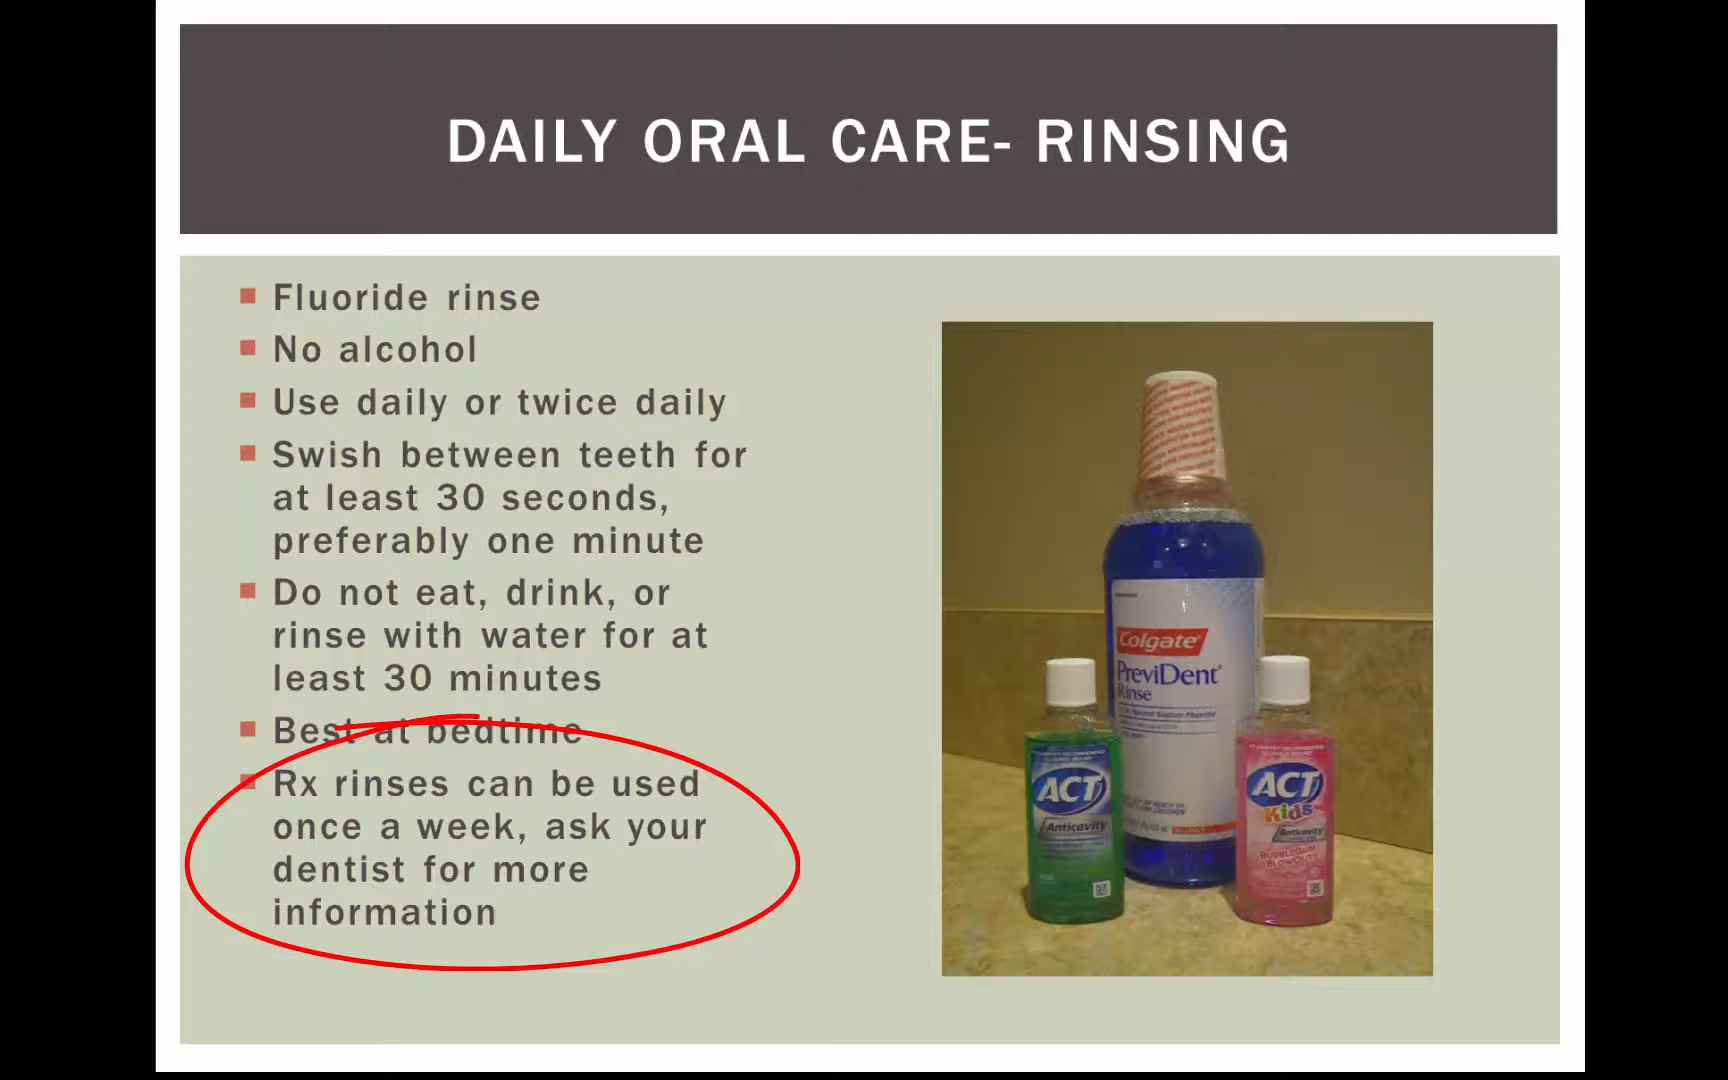 DAILY ORAL CARE- RINSING
Fluoride rinse
No alcohol
Use daily or twice daily
Swish between teeth for
at least 30 seconds,
preferably one minute
Do not eat, drink, or
rinse with water for at
least 30 minutes
Best at bedtime
Rx rinses can be used
once a week, ask your
dentist for more
information
Colgate
PreviDent
Rinse
ACT
Anticavity
ACT
Kids
Anticavity
BUBBLEGUM
BLOWOUT